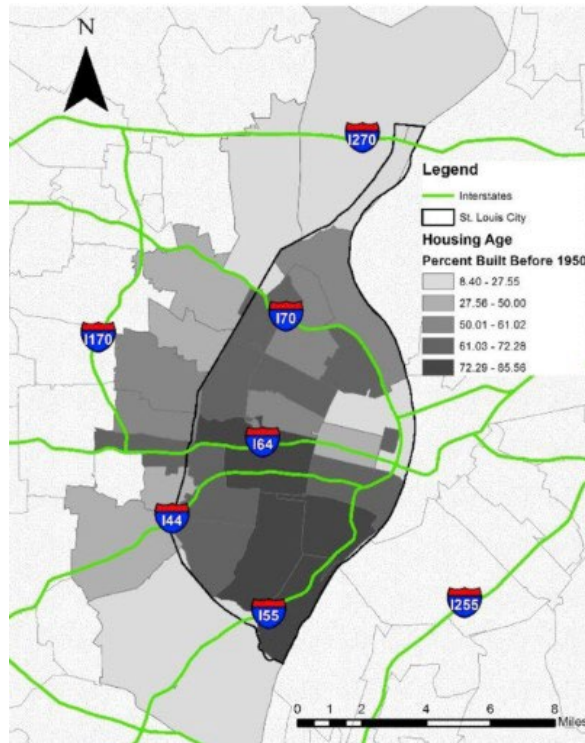 N
I270
Legend
Interstates
St. Louis City
Housing Age
Percent Built Before 1950
8.40 - 27.55
27.56 - 50.00
50.01 - 61.02
61.03 - 72.28
72.29 - 85.56
I70
I170
I64
I44
I55
I255
0 1 2 4 6 8
Miles